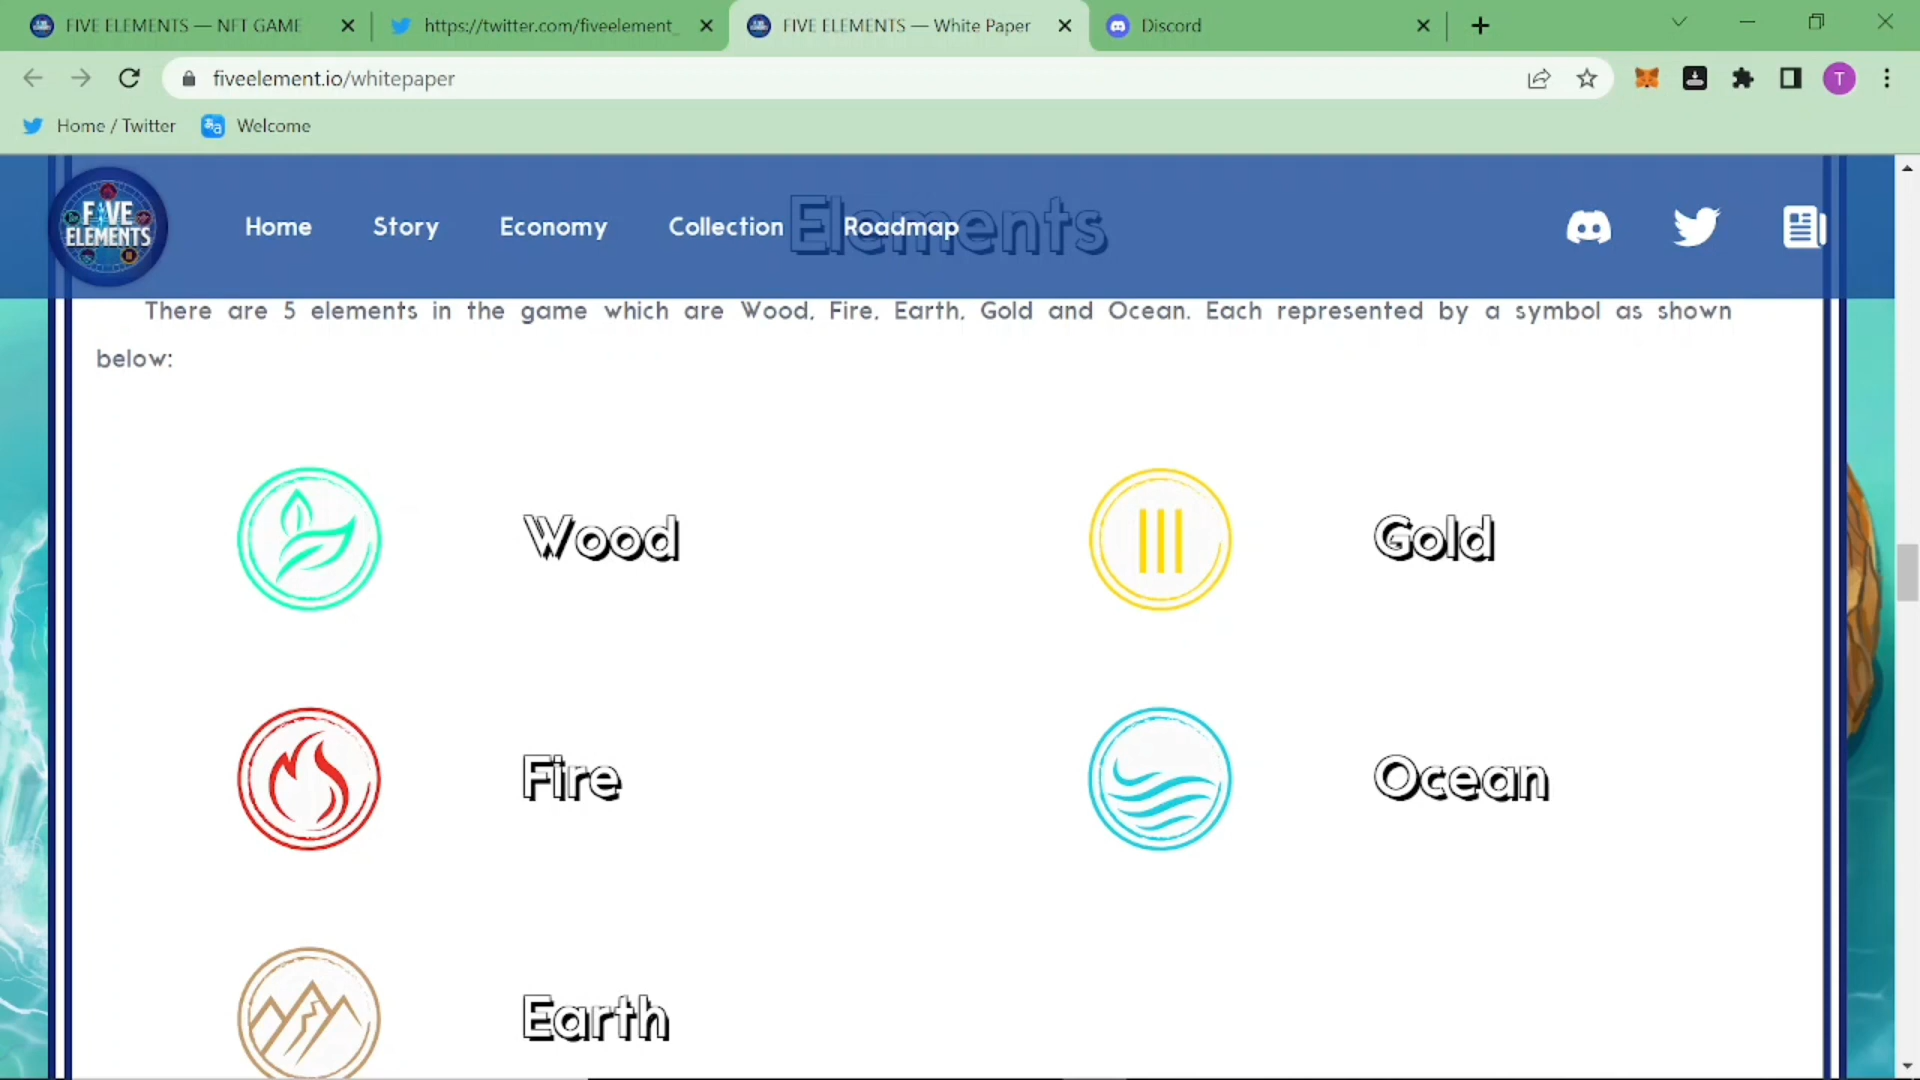 FIVE ELEMENTS — NFT GAME
https://twitter.com/fiveelement_
FIVE ELEMENTS — White Paper
Discord
fiveelement.io/whitepaper
T
Home / Twitter
Welcome
FIVE
ELEMENTS
Home
Story
Economy
Collection
Roadmap
Elements
There are 5 elements in the game which are Wood, Fire, Earth, Gold and Ocean. Each represented by a symbol as shown
below:
Wood
Gold
Fire
Ocean
Earth